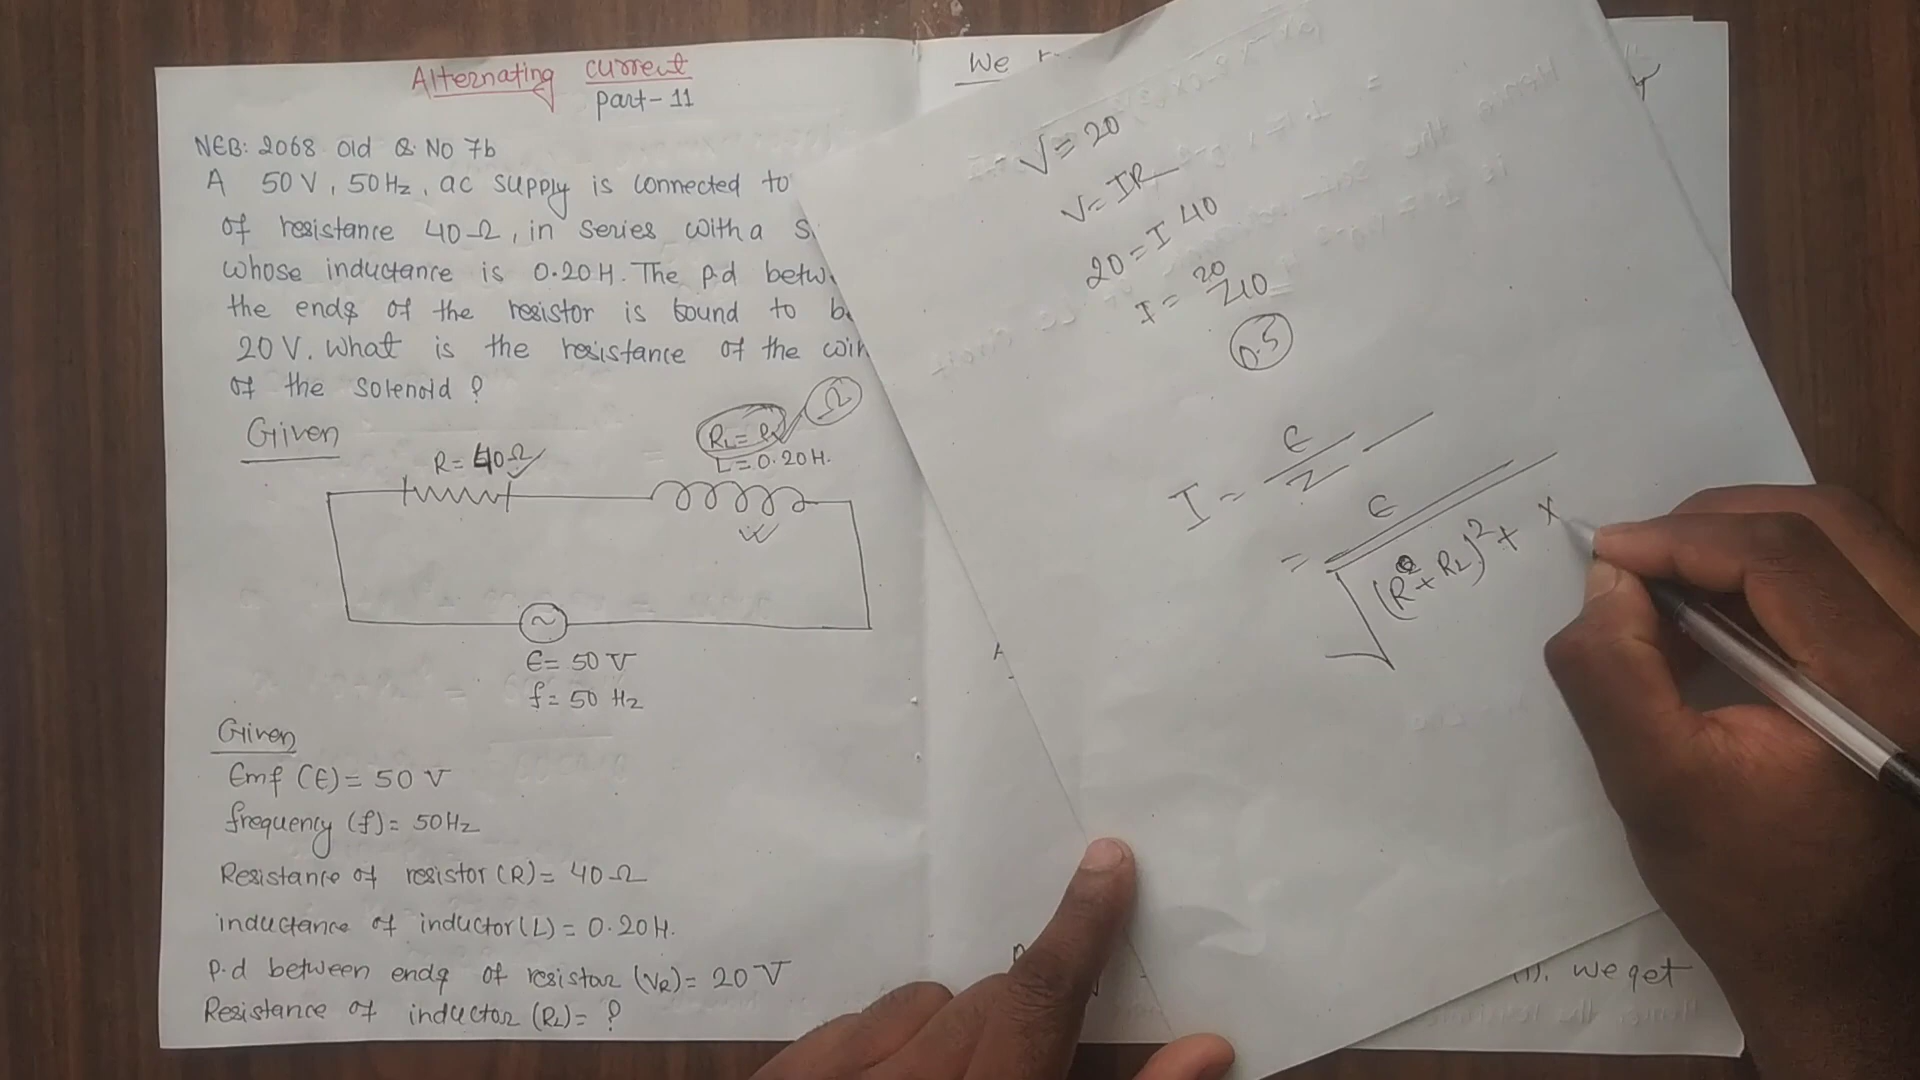 Alternating current
part-11
NEB: 2068 old Q. NO 7b
A 50V, 50Hz, ac supply is connected to
of resistance 40Ω, in series with a S
whose inductance is 0.20H. The p.d betw
the ends of the resistor is found to b
20V. What is the resistance of the
of the solenoid ?
Given
R= 40Ω
RL=
Ω
L=0.20H.
~
E= 50 V
f= 50 Hz
Given
Emf (E)= 50 V
frequency (f)= 50Hz
Resistance of resistor (R)= 40Ω
inductance of inductor (L) = 0.20H.
p.d between ends of resistor (VR)= 20V
Resistance of inductor (RL)= ?
We
V= 20
V= IR
20 = I 40
I = 20/40
0.5
I = E/Z
= E
√(R+RL)²+ X
we get